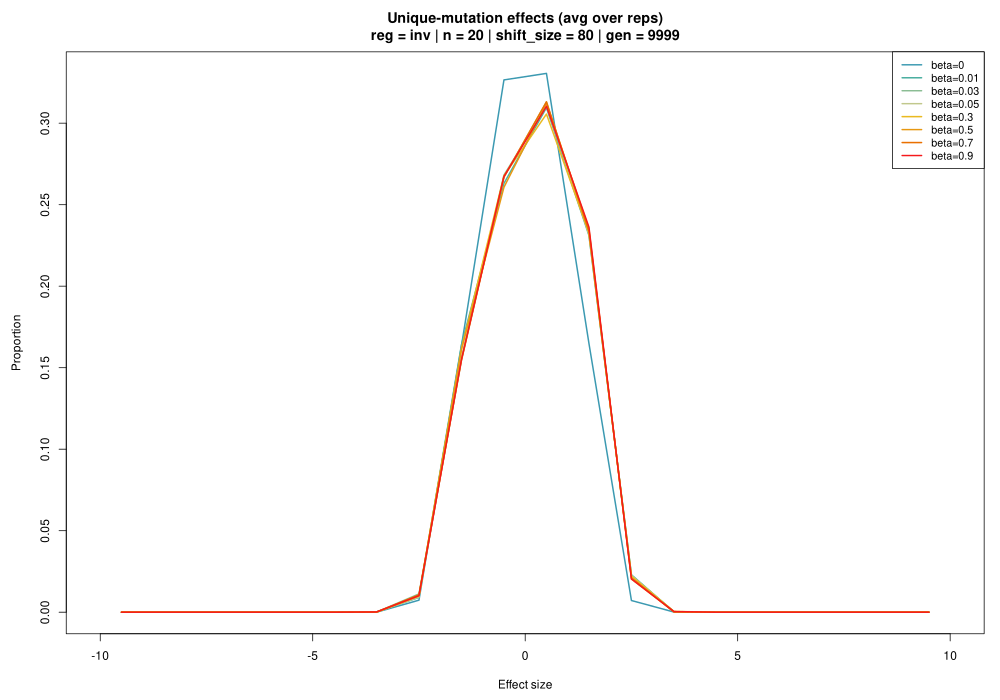 Unique-mutation effects (avg over reps)
reg = inv | n = 20 | shift_size = 80 | gen = 9999
beta=0
beta=0.01
beta=0.03
beta=0.05
beta=0.3
beta=0.5
beta=0.7
beta=0.9
Proportion
0.30
0.25
0.20
0.15
0.10
0.05
0.00
-10
-5
0
5
10
Effect size